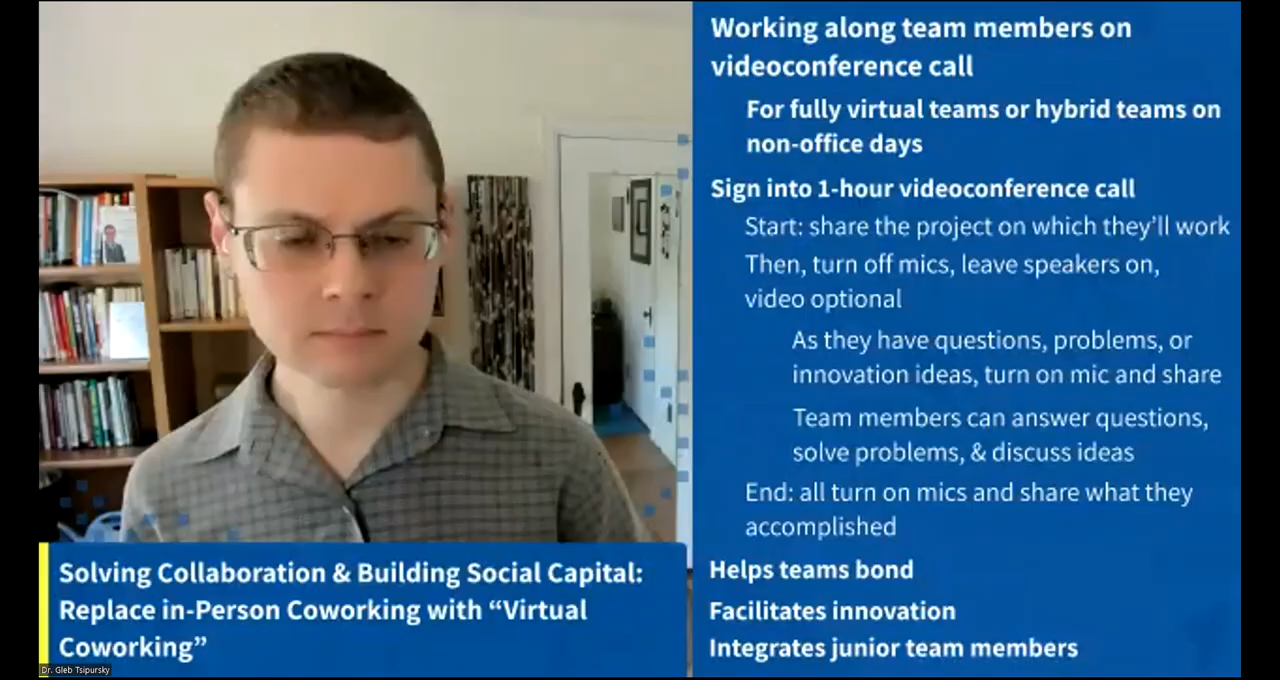 Working along team members on
videoconference call
For fully virtual teams or hybrid teams on
non-office days
Sign into 1-hour videoconference call
Start: share the project on which they'll work
Then, turn off mics, leave speakers on,
video optional
As they have questions, problems, or
innovation ideas, turn on mic and share
Team members can answer questions,
solve problems, & discuss ideas
End: all turn on mics and share what they
accomplished
Helps teams bond
Facilitates innovation
Integrates junior team members
Solving Collaboration & Building Social Capital:
Replace in-Person Coworking with “Virtual
Coworking”
Dr. Gleb Tsipursky